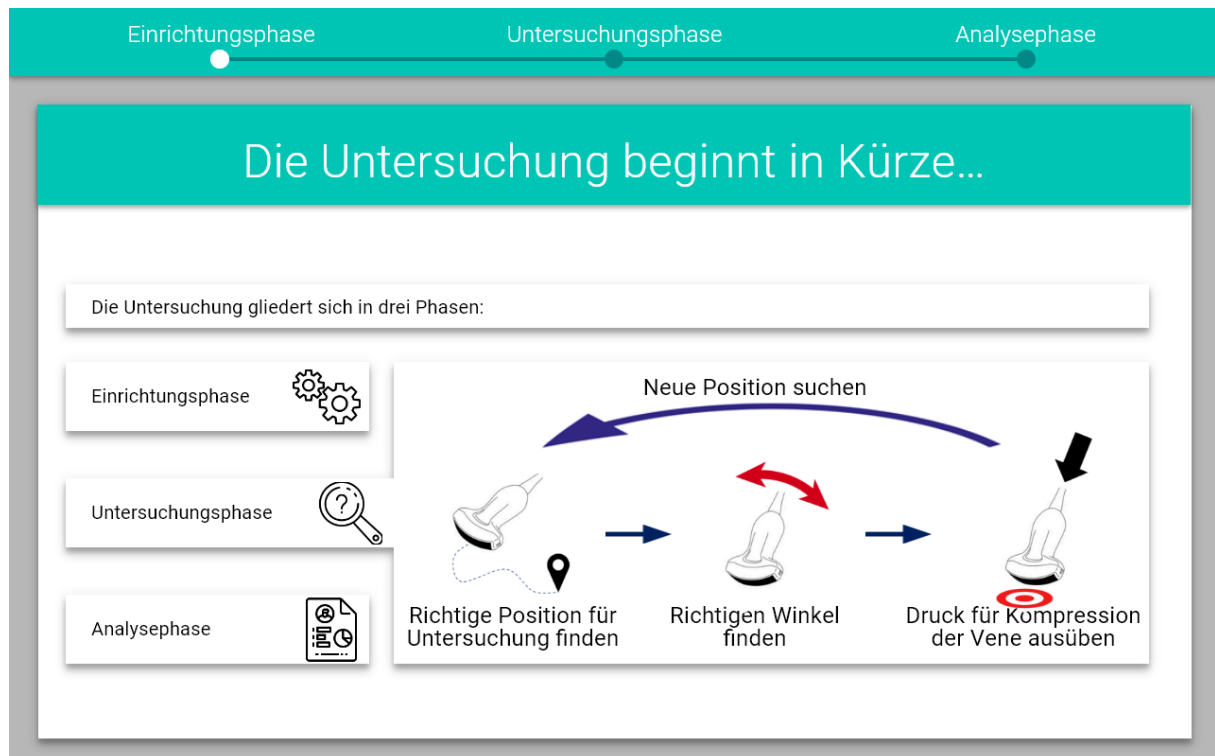 Einrichtungsphase
Untersuchungsphase
Analysephase
Die Untersuchung beginnt in Kürze...
Die Untersuchung gliedert sich in drei Phasen:
Einrichtungsphase
Untersuchungsphase
?
Analysephase
Neue Position suchen
Richtige Position für
Untersuchung finden
Richtigen Winkel
finden
Druck für Kompression
der Vene ausüben